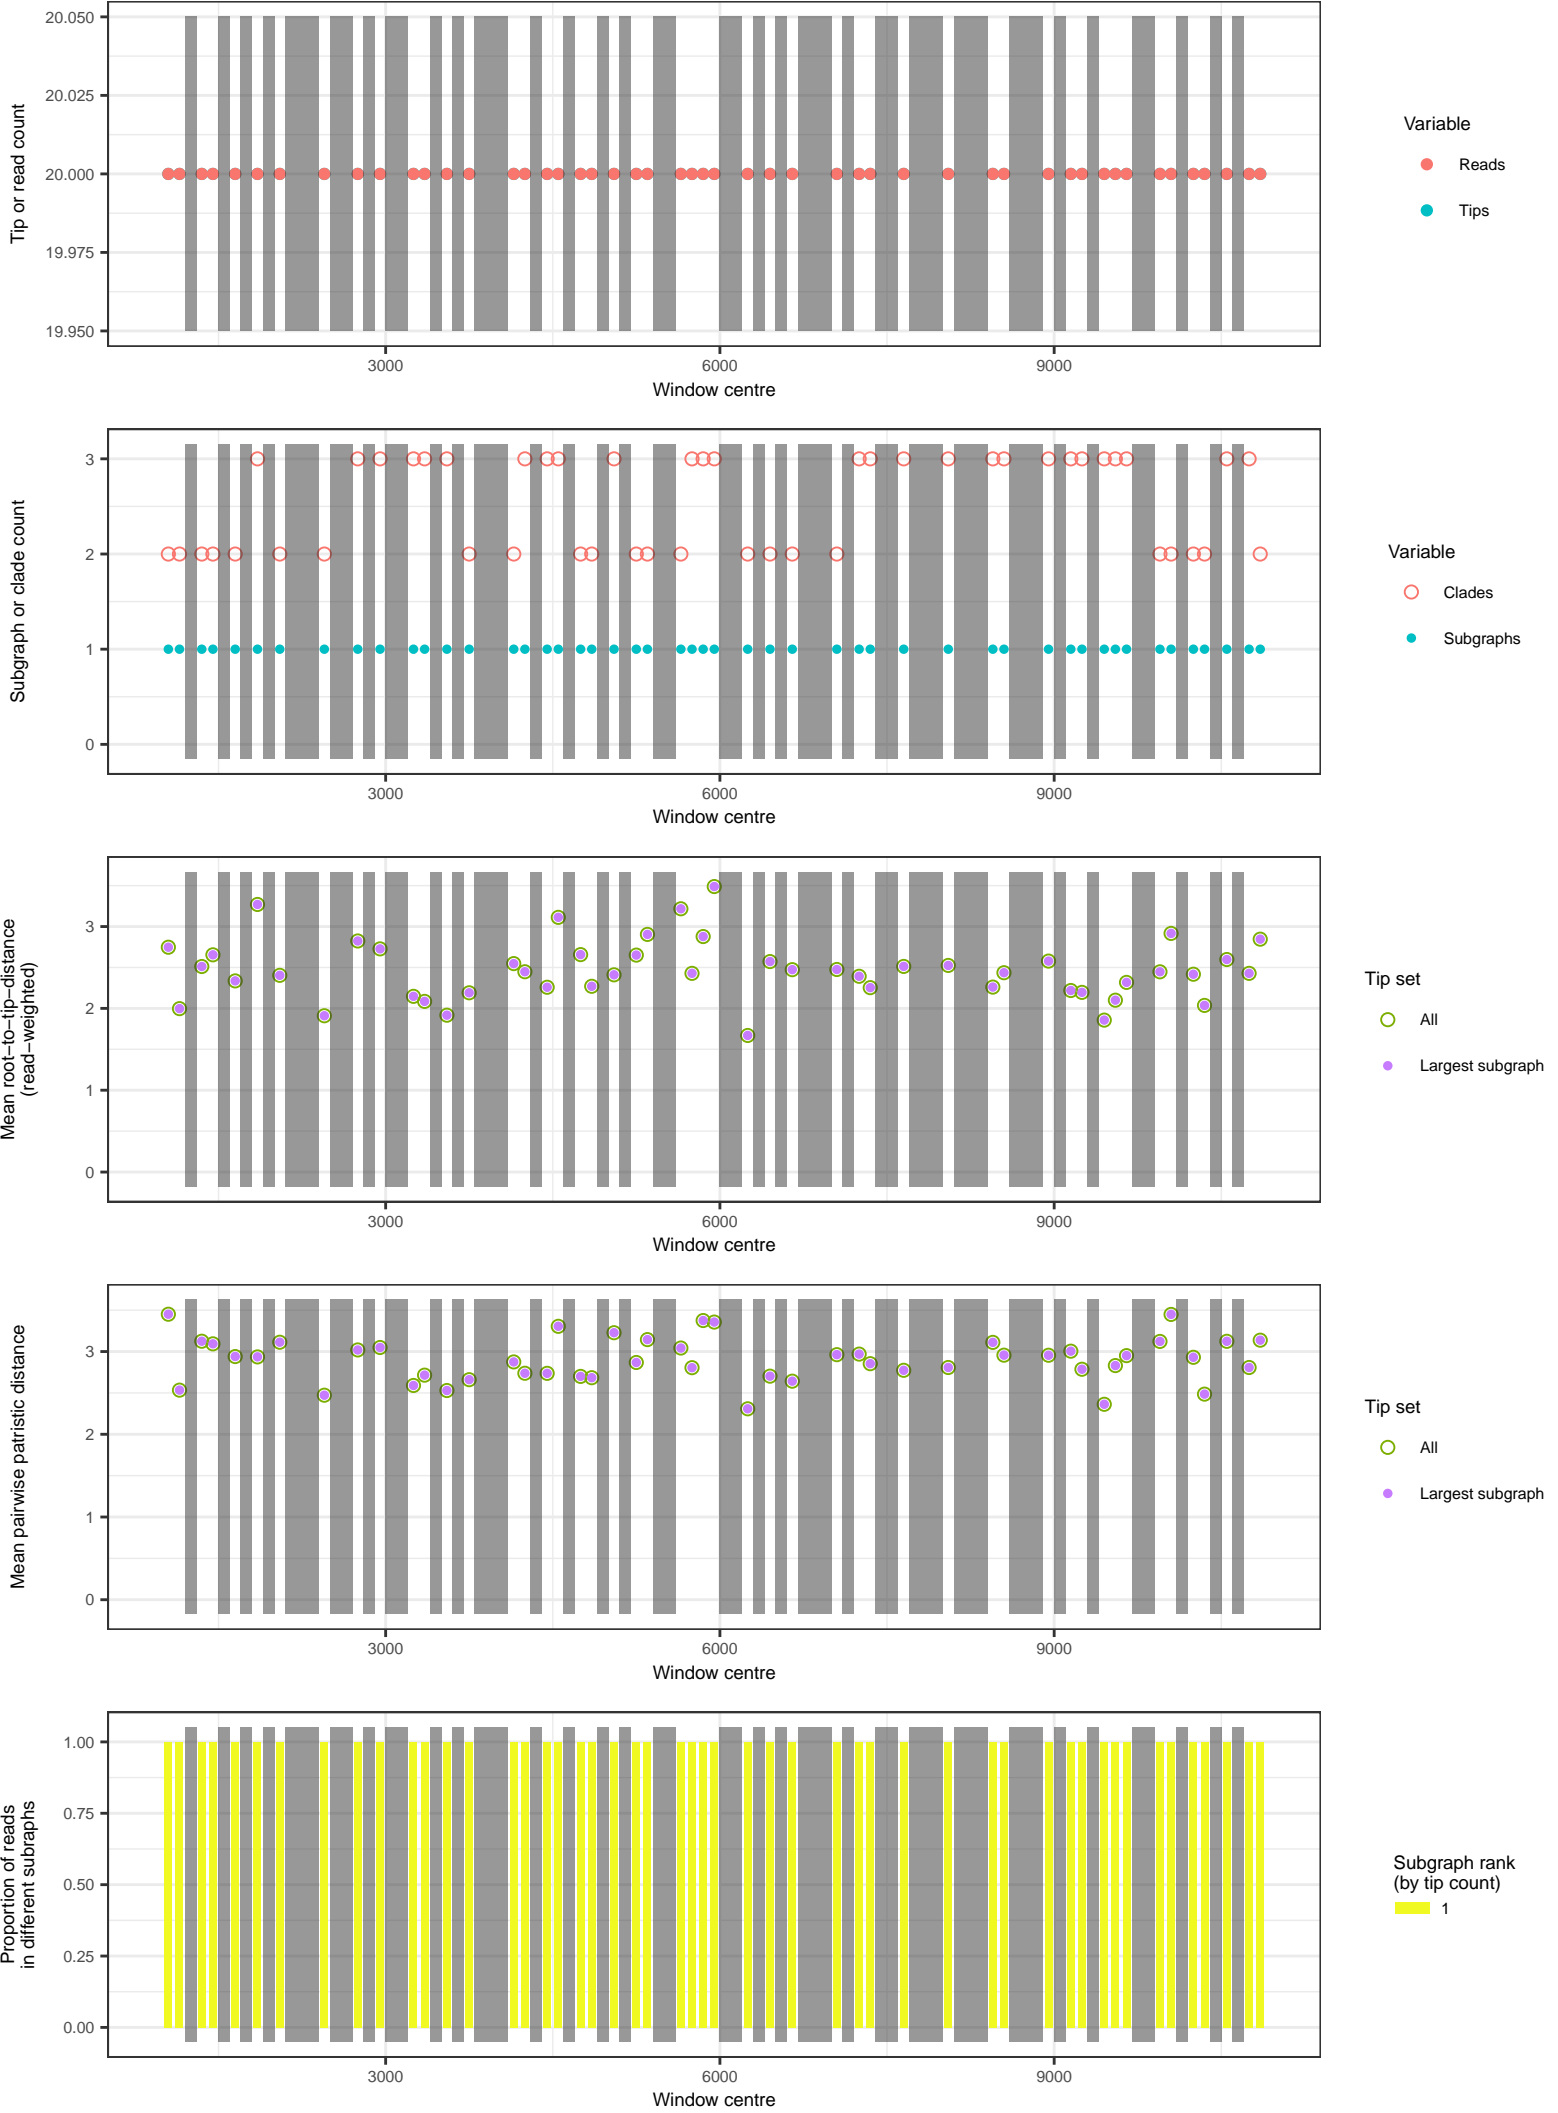 20.050
20.025
20.000
19.975
19.950
Tip or read count
3000 6000 9000
Window centre
Variable
Reads
Tips
3
2
1
0
Subgraph or clade count
3000 6000 9000
Window centre
Variable
Clades
Subgraphs
3
2
1
0
Mean root−to−tip−distance
(read−weighted)
3000 6000 9000
Window centre
Tip set
All
Largest subgraph
3
2
1
0
Mean pairwise patristic distance
3000 6000 9000
Window centre
Tip set
All
Largest subgraph
1.00
0.75
0.50
0.25
0.00
Proportion of reads
in different subraphs
3000 6000 9000
Window centre
Subgraph rank
(by tip count)
1